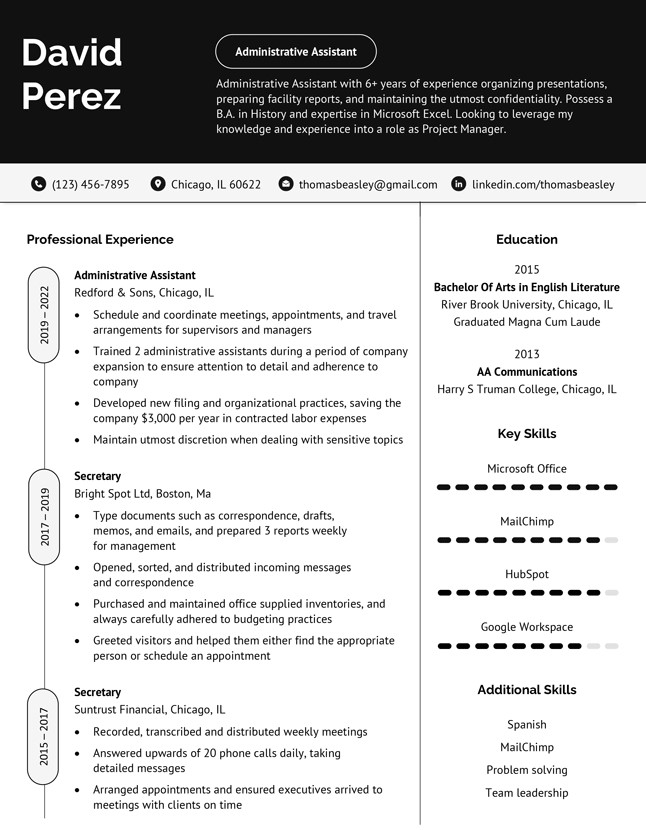 David
Perez
Administrative Assistant
Administrative Assistant with 6+ years of experience organizing presentations,
preparing facility reports, and maintaining the utmost confidentiality. Possess a
B.A. in History and expertise in Microsoft Excel. Looking to leverage my
knowledge and experience into a role as Project Manager.
(123) 456-7895
Chicago, IL 60622
thomasbeasley@gmail.com
in
linkedin.com/thomasbeasley
Professional Experience
2019 – 2022
Administrative Assistant
Redford & Sons, Chicago, IL
• Schedule and coordinate meetings, appointments, and travel
arrangements for supervisors and managers
• Trained 2 administrative assistants during a period of company
expansion to ensure attention to detail and adherence to
company
• Developed new filing and organizational practices, saving the
company $3,000 per year in contracted labor expenses
• Maintain utmost discretion when dealing with sensitive topics
2017 – 2019
Secretary
Bright Spot Ltd, Boston, Ma
• Type documents such as correspondence, drafts,
memos, and emails, and prepared 3 reports weekly
for management
• Opened, sorted, and distributed incoming messages
and correspondence
• Purchased and maintained office supplied inventories, and
always carefully adhered to budgeting practices
• Greeted visitors and helped them either find the appropriate
person or schedule an appointment
2015 – 2017
Secretary
Suntrust Financial, Chicago, IL
• Recorded, transcribed and distributed weekly meetings
• Answered upwards of 20 phone calls daily, taking
detailed messages
• Arranged appointments and ensured executives arrived to
meetings with clients on time
Education
2015
Bachelor Of Arts in English Literature
River Brook University, Chicago, IL
Graduated Magna Cum Laude
2013
AA Communications
Harry S Truman College, Chicago, IL
Key Skills
Microsoft Office
MailChimp
HubSpot
Google Workspace
Additional Skills
Spanish
MailChimp
Problem solving
Team leadership